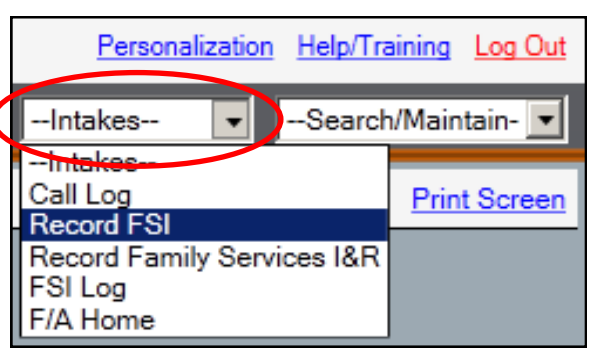 Personalization Help/Training Log Out
--Intakes-- --Search/Maintain-
--Intakes--
Call Log Print Screen
Record FSI
Record Family Services I&R
FSI Log
F/A Home